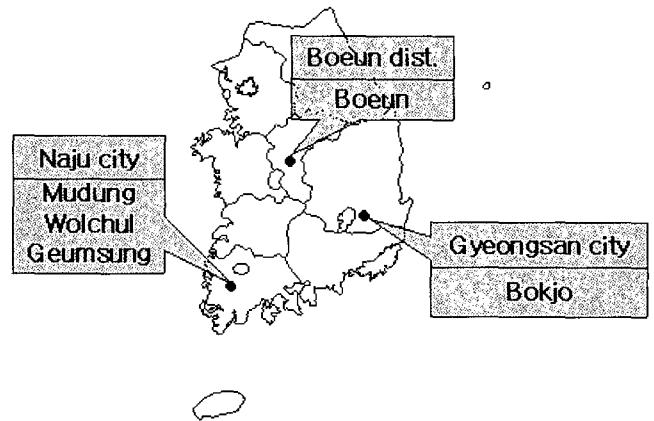 Boeun dist.
Boeun
Naju city
Mudung
Wolchul
Geumsung
Gyeongsan city
Bokjo